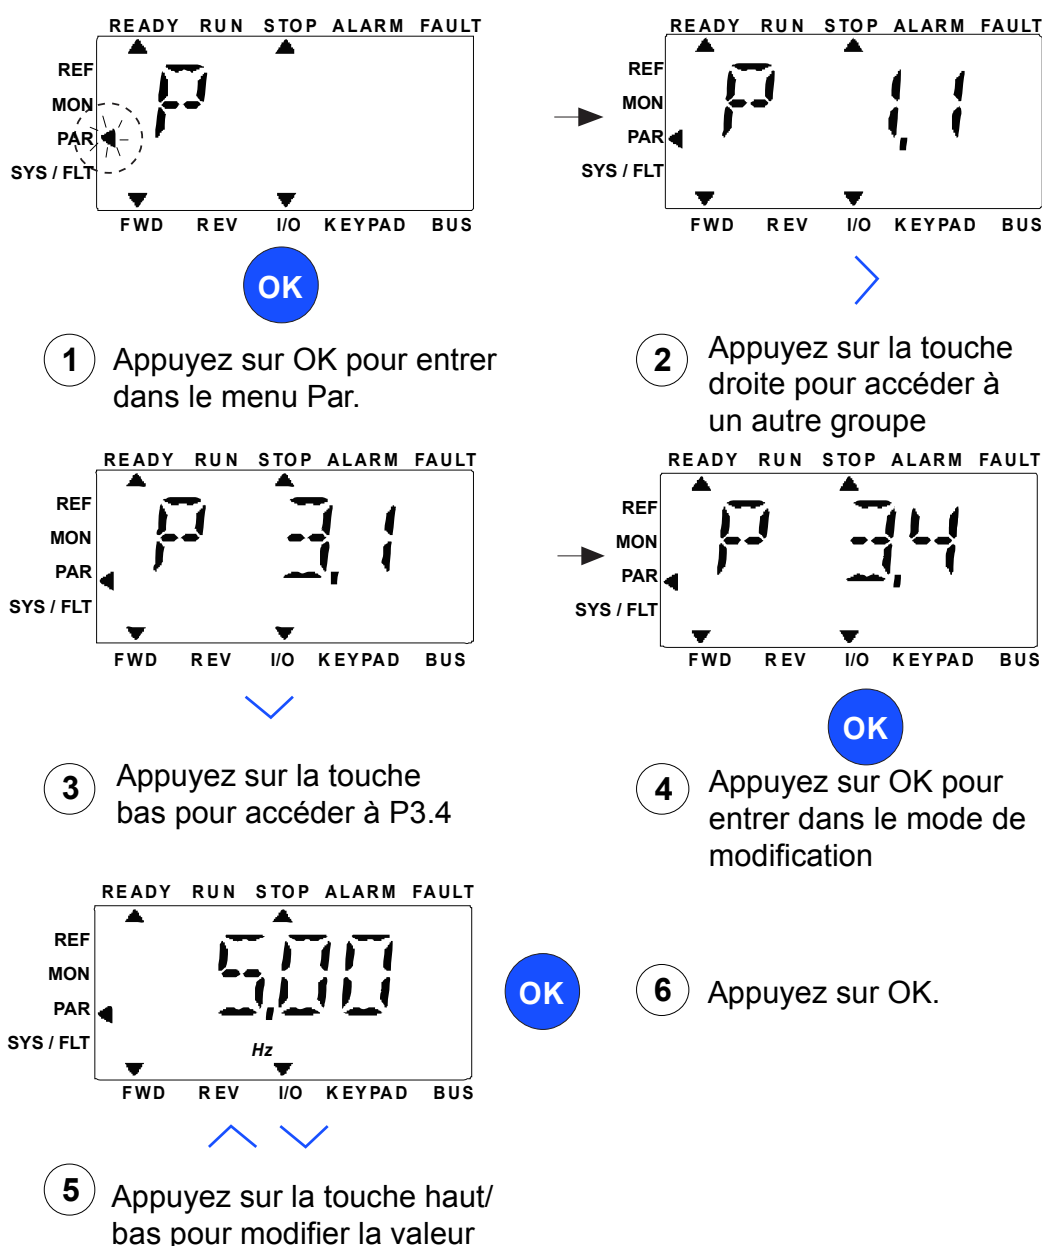 READY RUN STOP ALARM FAULT
REF
MON
PAR
SYS / FLT
P
FWD REV I/O KEYPAD BUS
OK
1 Appuyez sur OK pour entrer
dans le menu Par.
READY RUN STOP ALARM FAULT
REF
MON
PAR
SYS / FLT
P 1.1
FWD REV I/O KEYPAD BUS
2 Appuyez sur la touche
droite pour accéder à
un autre groupe
READY RUN STOP ALARM FAULT
REF
MON
PAR
SYS / FLT
P 3.1
FWD REV I/O KEYPAD BUS
3 Appuyez sur la touche
bas pour accéder à P3.4
READY RUN STOP ALARM FAULT
REF
MON
PAR
SYS / FLT
P 3.4
FWD REV I/O KEYPAD BUS
OK
4 Appuyez sur OK pour
entrer dans le mode de
modification
READY RUN STOP ALARM FAULT
REF
MON
PAR
SYS / FLT
5.00
Hz
FWD REV I/O KEYPAD BUS
5 Appuyez sur la touche haut/
bas pour modifier la valeur
OK
6 Appuyez sur OK.